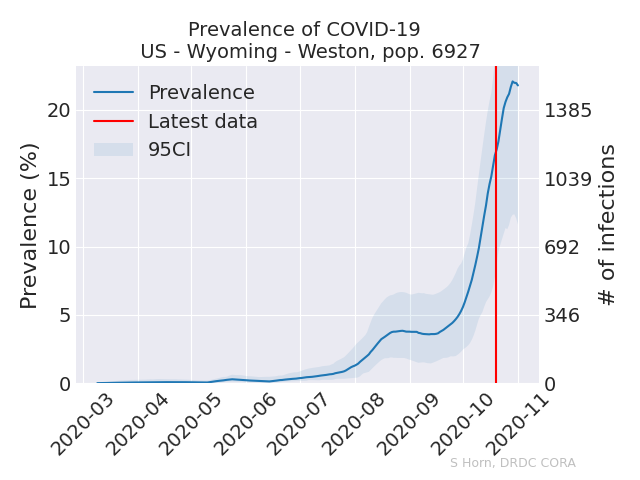 Prevalence of COVID-19
US - Wyoming - Weston, pop. 6927
Prevalence
Latest data
95CI
Prevalence (%)
20
15
10
5
0
1385
1039
692
346
0
# of infections
2020-03
2020-04
2020-05
2020-06
2020-07
2020-08
2020-09
2020-10
2020-11
S Horn, DRDC CORA